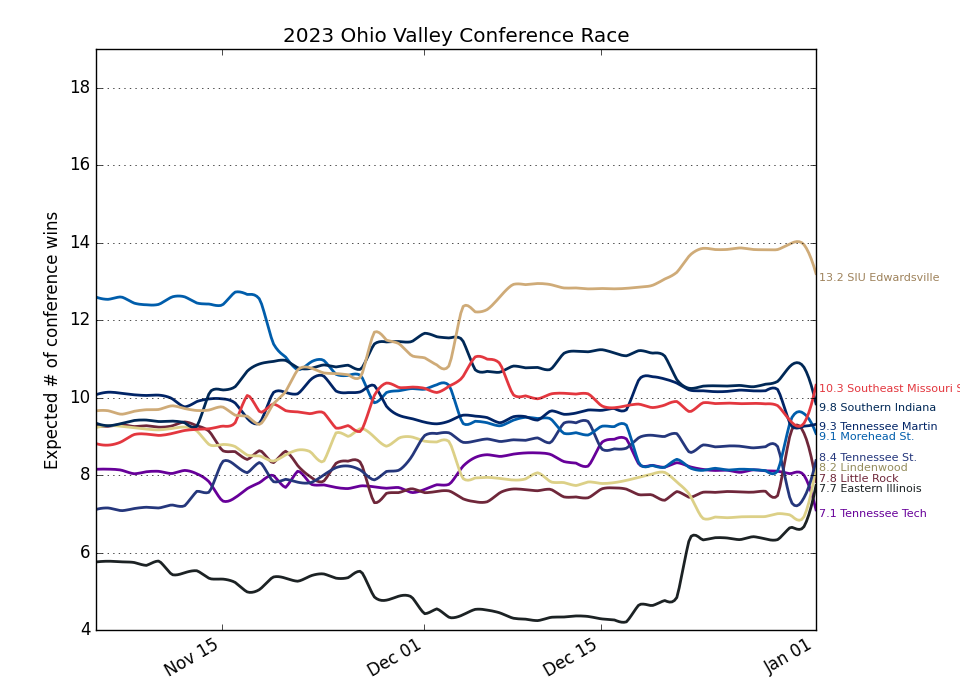 2023 Ohio Valley Conference Race
Expected # of conference wins
18
16
14
12
10
8
6
4
Nov 15
Dec 01
Dec 15
Jan 01
13.2 SIU Edwardsville
10.3 Southeast Missouri S
9.8 Southern Indiana
9.3 Tennessee Martin
9.1 Morehead St.
8.4 Tennessee St.
8.2 Lindenwood
7.8 Little Rock
7.7 Eastern Illinois
7.1 Tennessee Tech